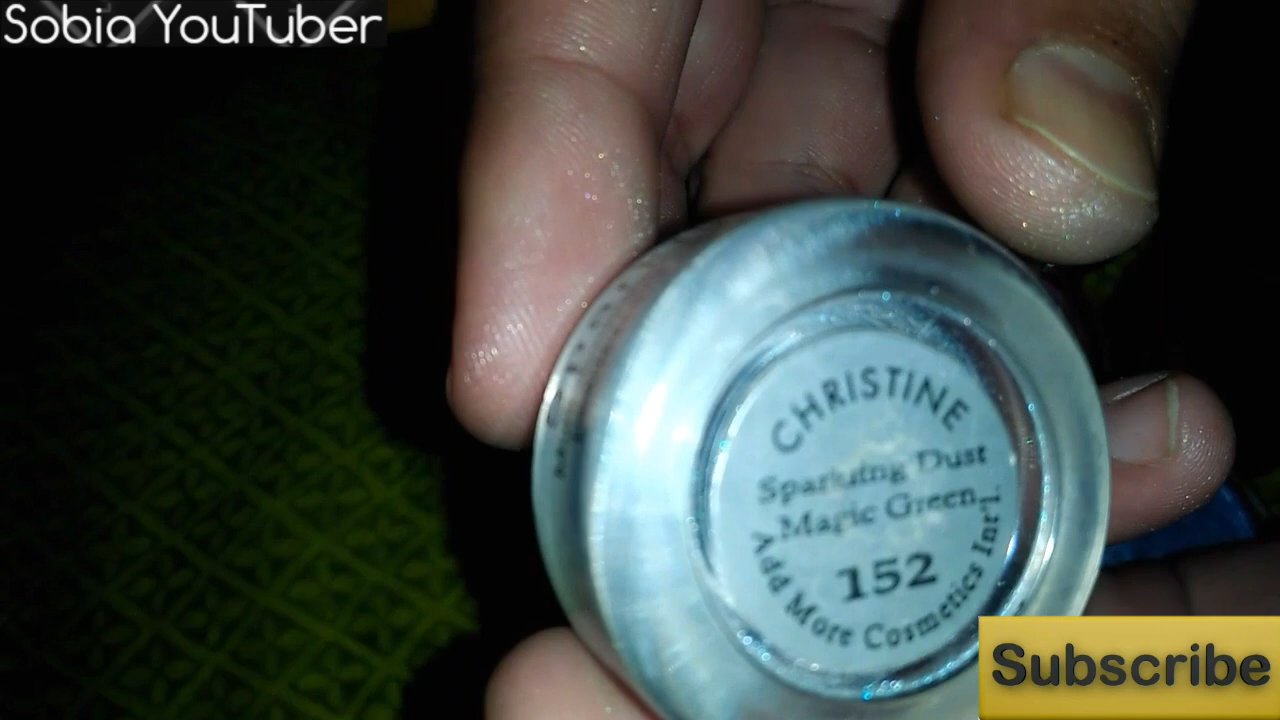 Sobia YouTuber
CHRISTINE
Sparkling Dust
Magic Green
152
Add More Cosmetics Int'l.
Subscribe